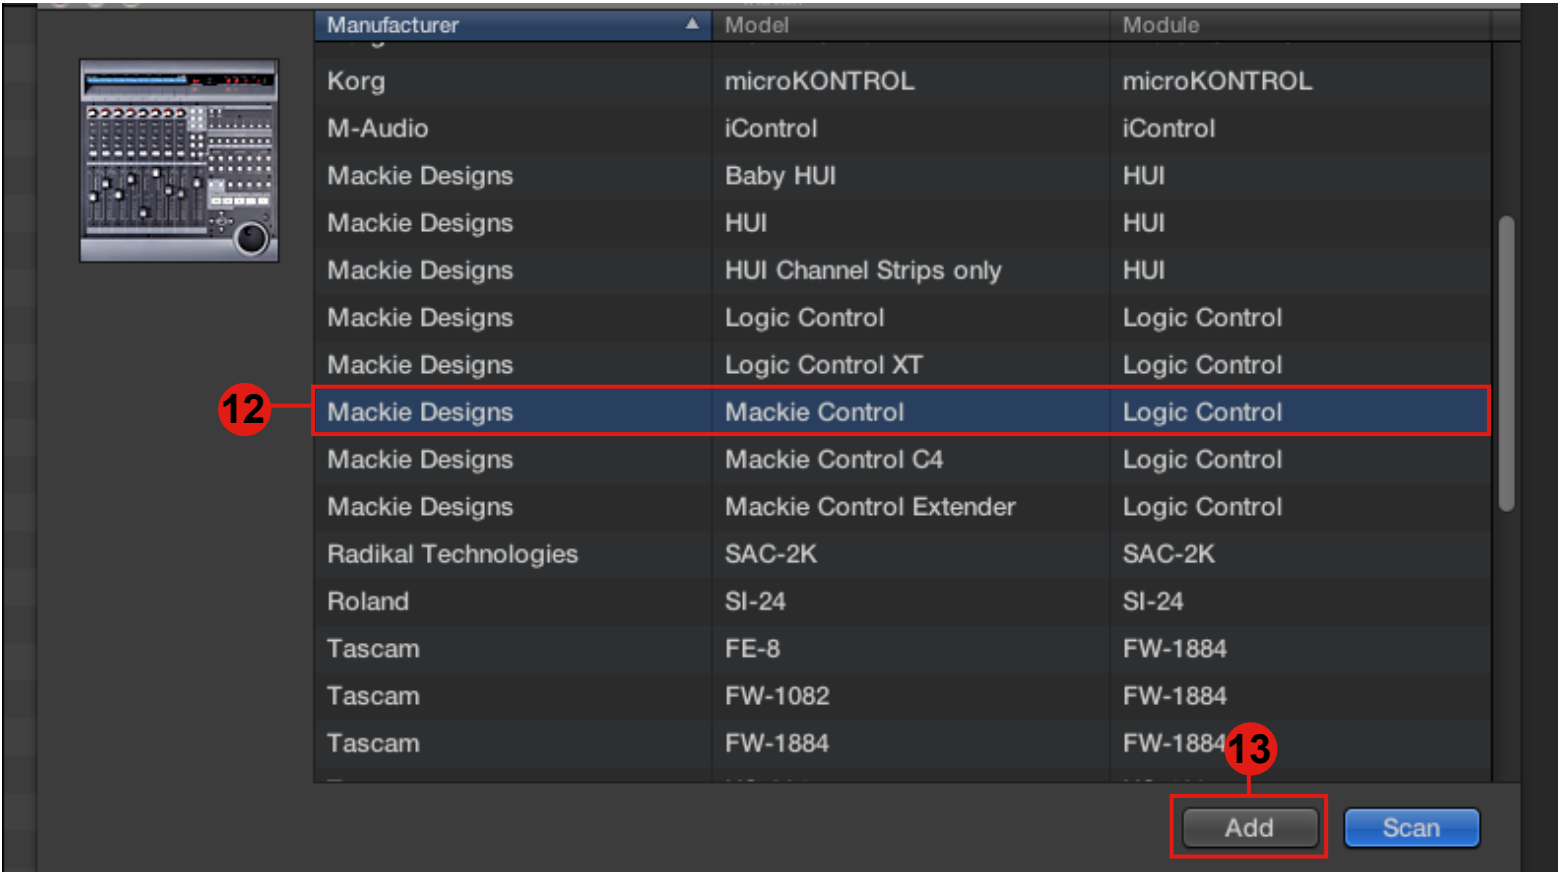 Manufacturer Model Module
Korg microKONTROL microKONTROL
M-Audio iControl iControl
Mackie Designs Baby HUI HUI
Mackie Designs HUI HUI
Mackie Designs HUI Channel Strips only HUI
Mackie Designs Logic Control Logic Control
Mackie Designs Logic Control XT Logic Control
12 Mackie Designs Mackie Control Logic Control
Mackie Designs Mackie Control C4 Logic Control
Mackie Designs Mackie Control Extender Logic Control
Radikal Technologies SAC-2K SAC-2K
Roland SI-24 SI-24
Tascam FE-8 FW-1884
Tascam FW-1082 FW-1884
Tascam FW-1884 FW-1884
13
Add Scan